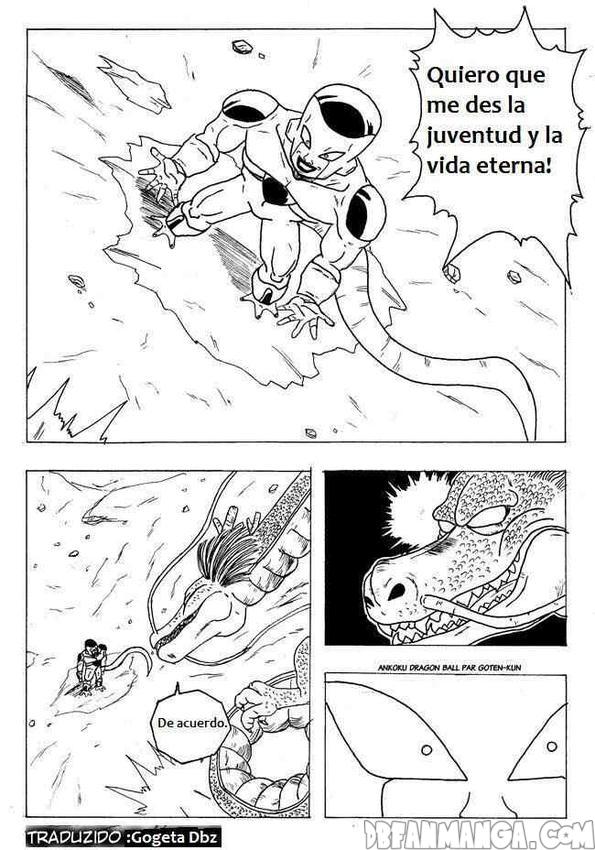 Quiero que
me des la
juventud y la
vida eterna!
De acuerdo.
ANKOKU DRAGON BALL PAR GOTEN-KUN
TRADUZIDO :Gogeta Dbz
DBFANMANGA.COM